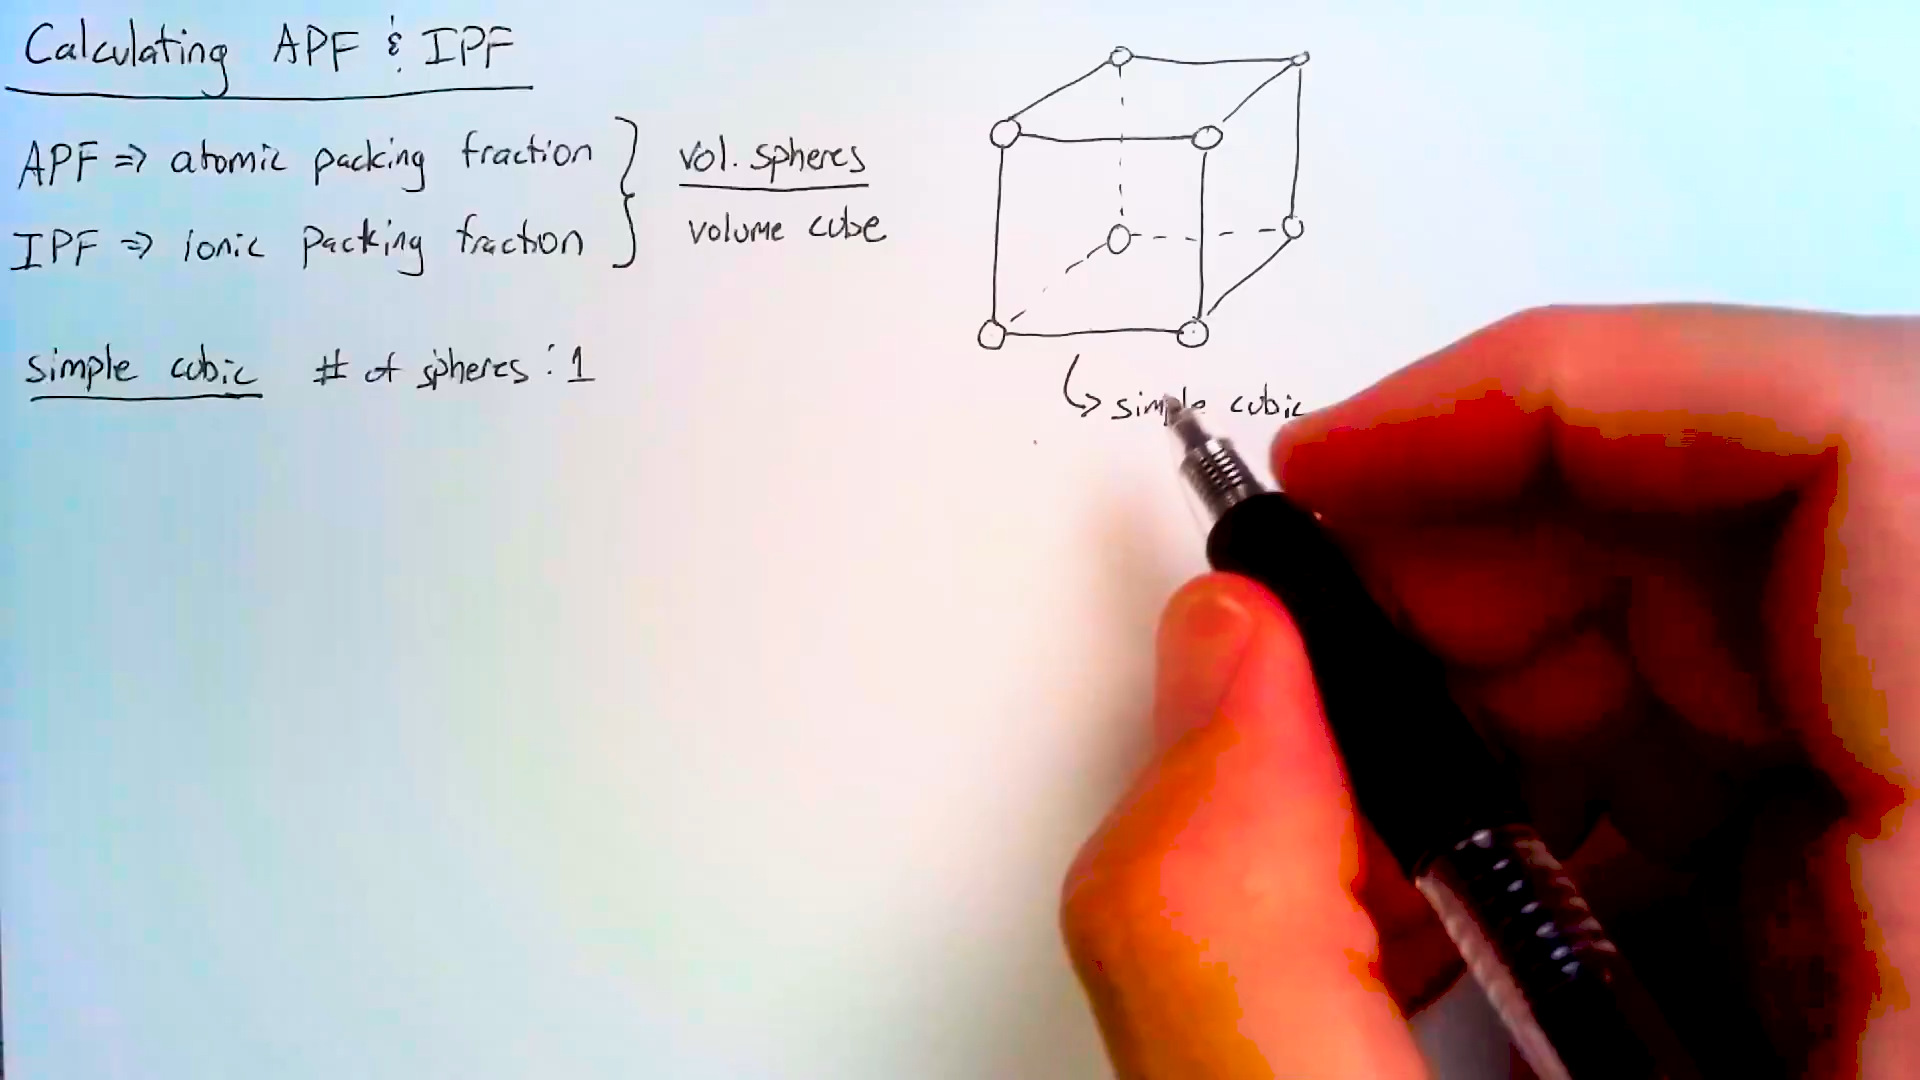 Calculating APF & IPF
APF => atomic packing fraction
IPF => ionic packing fraction
vol. spheres
volume cube
simple cubic # of spheres : 1
simple cubic